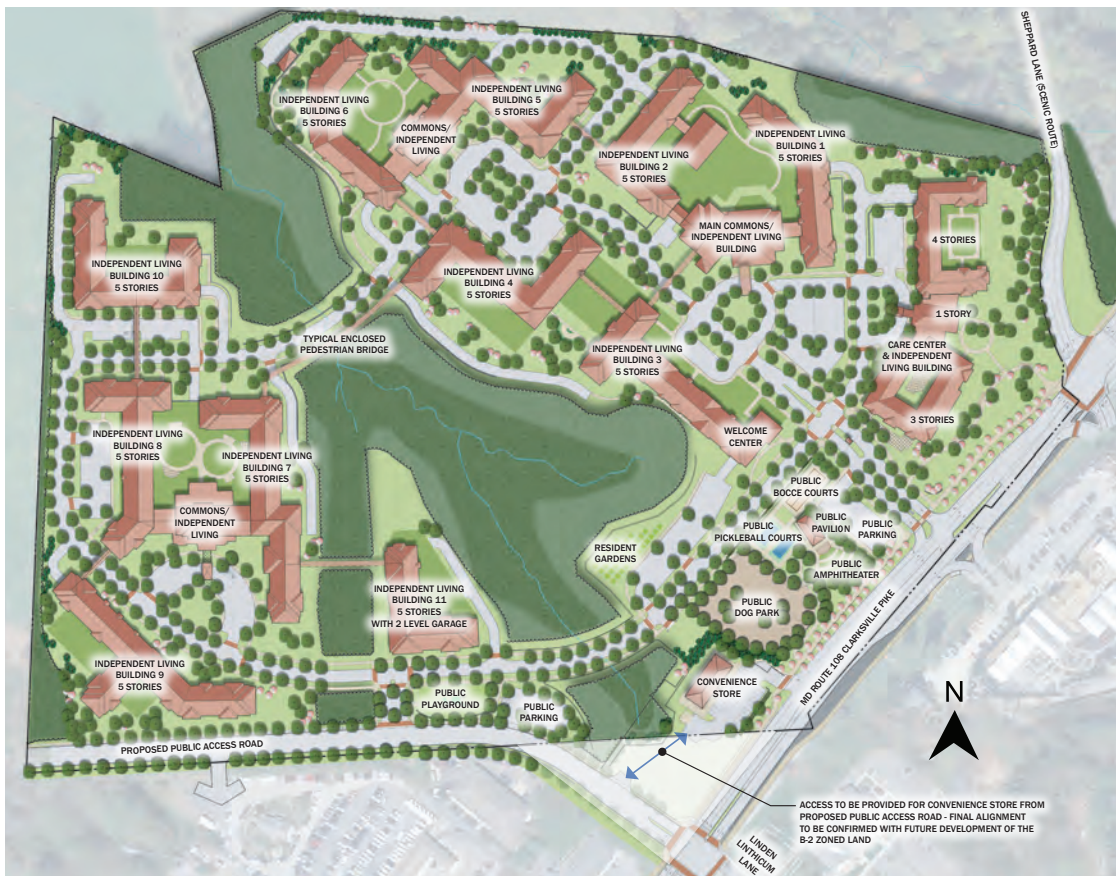 SHEPPARD LANE (SCENIC ROUTE)
INDEPENDENT LIVING
BUILDING 6
5 STORIES
COMMONS/
INDEPENDENT
LIVING
INDEPENDENT LIVING
BUILDING 5
5 STORIES
INDEPENDENT LIVING
BUILDING 2
5 STORIES
INDEPENDENT LIVING
BUILDING 1
5 STORIES
MAIN COMMONS/
INDEPENDENT LIVING
BUILDING
4 STORIES
1 STORY
CARE CENTER
& INDEPENDENT
LIVING BUILDING
3 STORIES
INDEPENDENT LIVING
BUILDING 10
5 STORIES
INDEPENDENT LIVING
BUILDING 4
5 STORIES
TYPICAL ENCLOSED
PEDESTRIAN BRIDGE
INDEPENDENT LIVING
BUILDING 3
5 STORIES
WELCOME
CENTER
INDEPENDENT LIVING
BUILDING 8
5 STORIES
INDEPENDENT LIVING
BUILDING 7
5 STORIES
COMMONS/
INDEPENDENT
LIVING
PUBLIC
BOCCE COURTS
PUBLIC
PICKLEBALL COURTS
PUBLIC
PAVILION
PUBLIC
PARKING
PUBLIC
AMPHITHEATER
RESIDENT
GARDENS
PUBLIC
DOG PARK
INDEPENDENT LIVING
BUILDING 11
5 STORIES
WITH 2 LEVEL GARAGE
INDEPENDENT LIVING
BUILDING 9
5 STORIES
PUBLIC
PLAYGROUND
PUBLIC
PARKING
CONVENIENCE
STORE
MD ROUTE 108 CLARKSVILLE PIKE
N
PROPOSED PUBLIC ACCESS ROAD
ACCESS TO BE PROVIDED FOR CONVENIENCE STORE FROM
PROPOSED PUBLIC ACCESS ROAD - FINAL ALIGNMENT
TO BE CONFIRMED WITH FUTURE DEVELOPMENT OF THE
B-2 ZONED LAND
LINDEN
LINTHICUM
LANE